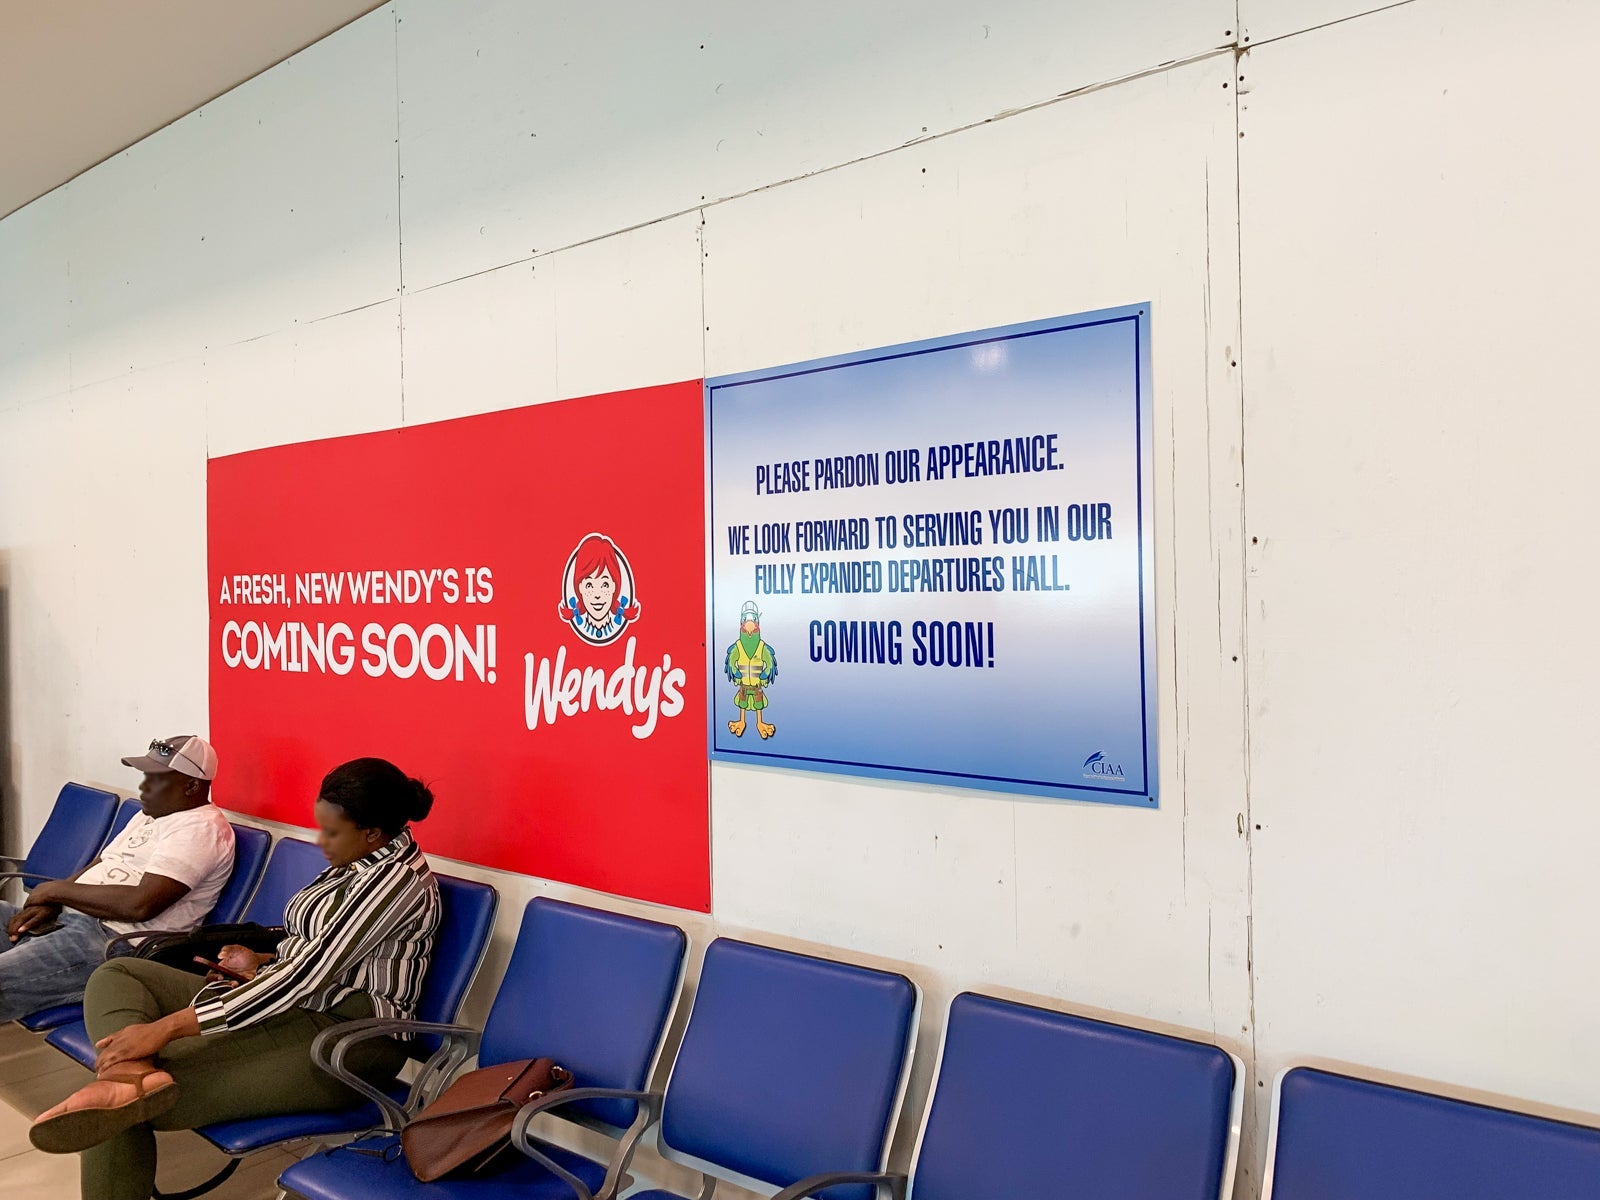 A FRESH, NEW WENDY'S IS
COMING SOON!
Wendy's
PLEASE PARDON OUR APPEARANCE.
WE LOOK FORWARD TO SERVING YOU IN OUR
FULLY EXPANDED DEPARTURES HALL.
COMING SOON!
CIAA